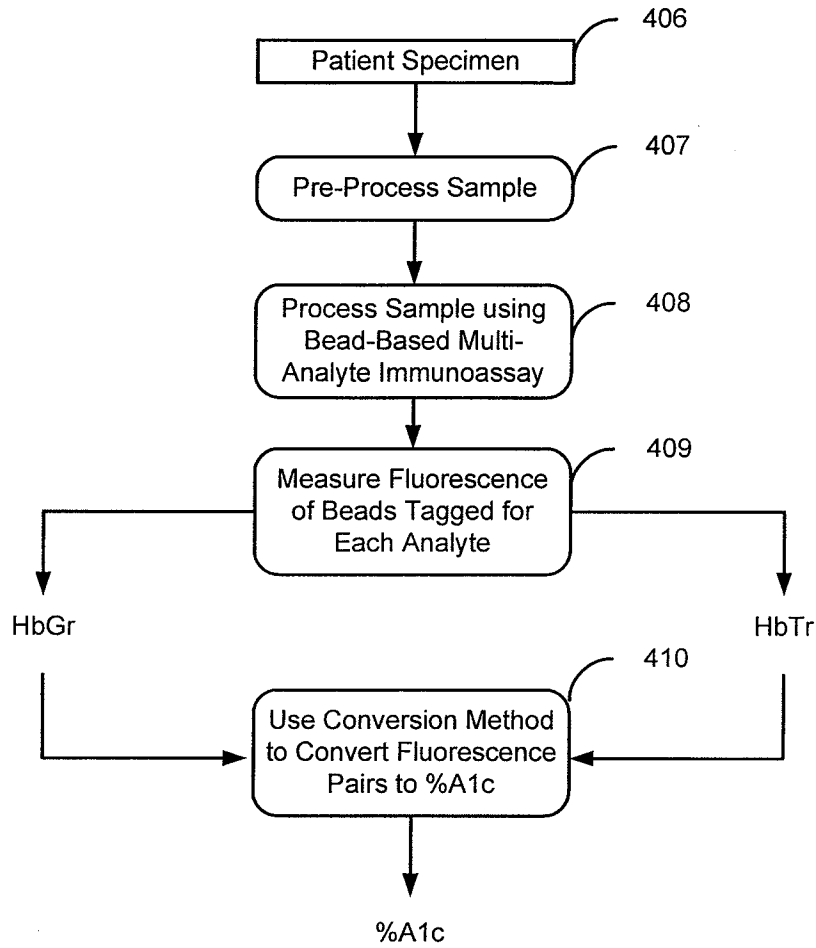 406
Patient Specimen
407
Pre-Process Sample
408
Process Sample using
Bead-Based Multi-
Analyte Immunoassay
409
Measure Fluorescence
of Beads Tagged for
Each Analyte
HbGr
HbTr
410
Use Conversion Method
to Convert Fluorescence
Pairs to %A1c
%A1c